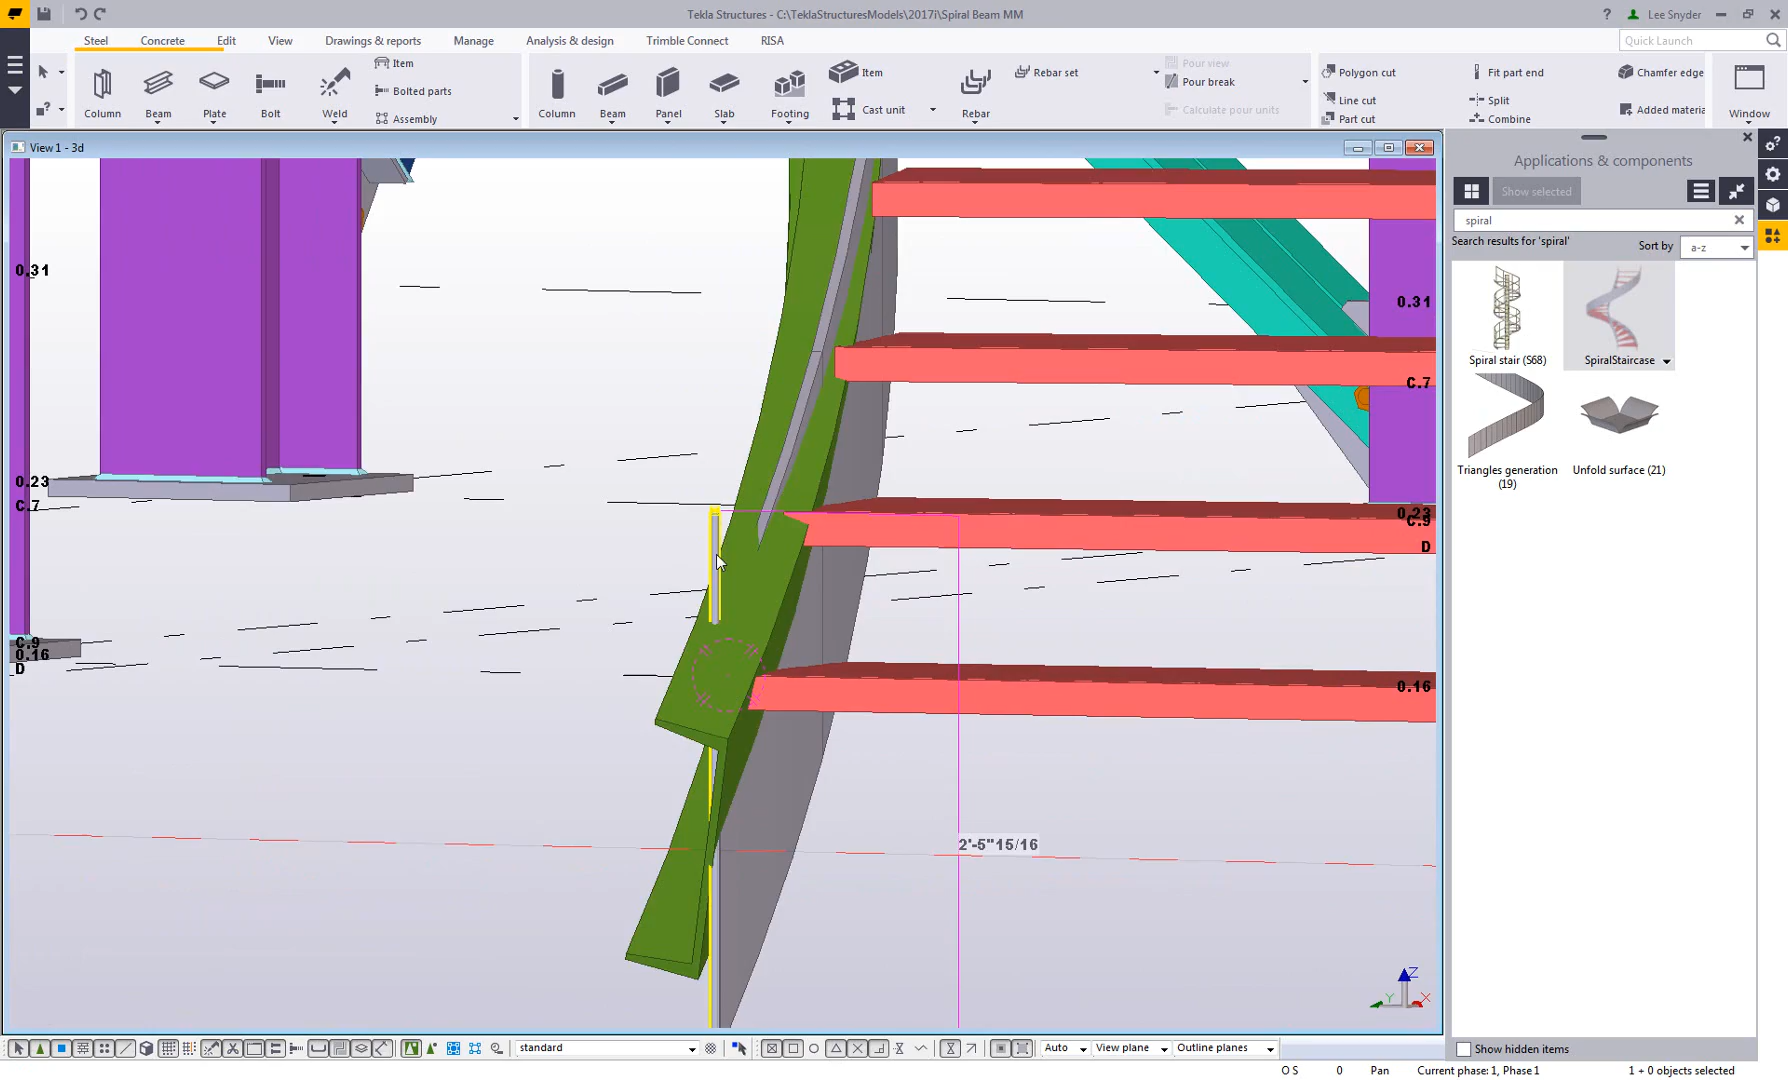 Tekla Structures - C:\TeklaStructuresModels\2017i\Spiral Beam MM
? Lee Snyder
Steel Concrete Edit View Drawings & reports Manage Analysis & design Trimble Connect RISA
Quick Launch
Column Beam Plate Bolt Weld
Item
Bolted parts
Assembly
Column Beam Panel Slab Footing
Item
Cast unit
Rebar
Rebar set
Pour view
Pour break
Calculate pour units
Polygon cut
Line cut
Part cut
Fit part end
Split
Combine
Chamfer edge
Added materia
Window
View 1 - 3d
Applications & components
Show selected
spiral
Search results for 'spiral'
Sort by a-z
Spiral stair (S68)
SpiralStaircase
Triangles generation
(19)
Unfold surface (21)
0.31
0.23
C.7
C.9
0.16
D
0.31
C.7
0.23
C.9
D
0.16
2'-5"15/16
Z
Y
X
Show hidden items
standard
Auto View plane Outline planes
O S 0 Pan Current phase: 1, Phase 1 1 + 0 objects selected